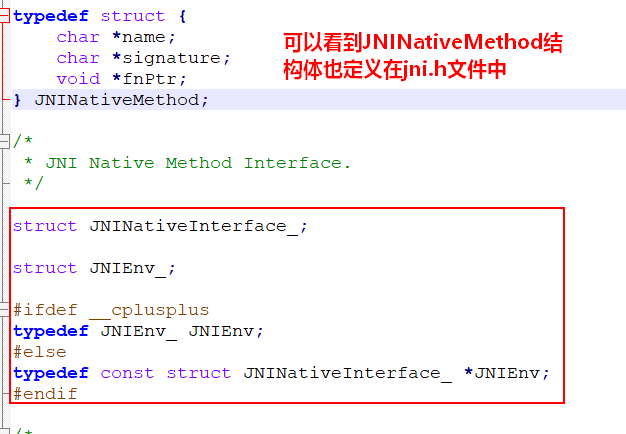 typedef struct {
    char *name;
    char *signature;
    void *fnPtr;
} JNINativeMethod;
可以看到JNINativeMethod结
构体也定义在jni.h文件中
/*
 * JNI Native Method Interface.
 */
struct JNINativeInterface_;
struct JNIEnv_;
#ifdef __cplusplus
typedef JNIEnv_ JNIEnv;
#else
typedef const struct JNINativeInterface_ *JNIEnv;
#endif
/*